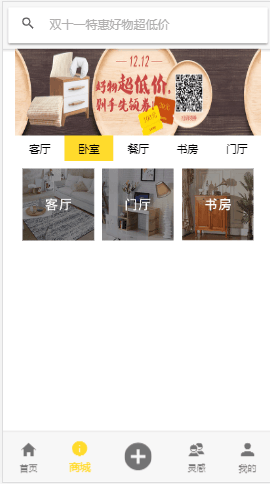 双十一特惠好物超低价
12.12
好物超低价,
剁手先领券
客厅
卧室
餐厅
书房
门厅
客厅
门厅
书房
首页
商城
灵感
我的